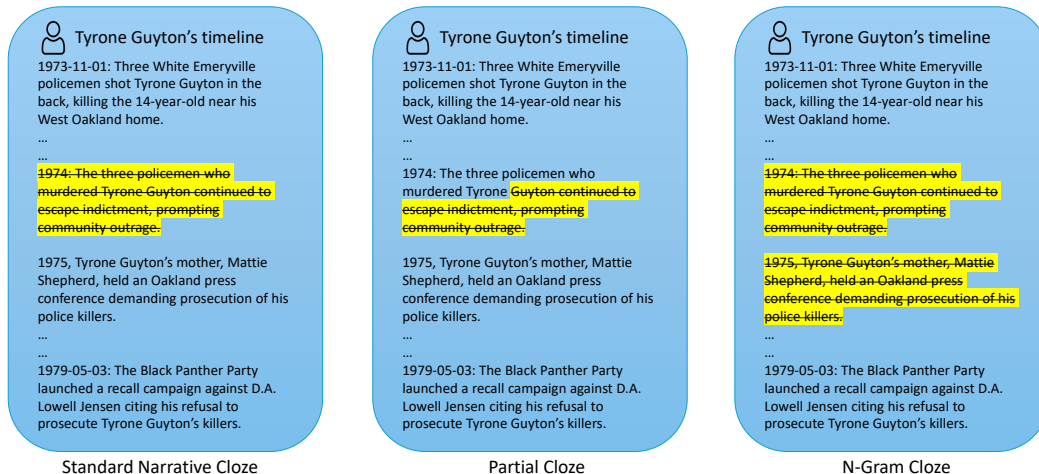 Tyrone Guyton's timeline
1973-11-01: Three White Emeryville
policemen shot Tyrone Guyton in the
back, killing the 14-year-old near his
West Oakland home.
...
...
1974: The three policemen who
murdered Tyrone Guyton continued to
escape indictment, prompting
community outrage.
1975, Tyrone Guyton's mother, Mattie
Shepherd, held an Oakland press
conference demanding prosecution of his
police killers.
...
...
1979-05-03: The Black Panther Party
launched a recall campaign against D.A.
Lowell Jensen citing his refusal to
prosecute Tyrone Guyton's killers.
Standard Narrative Cloze
Tyrone Guyton's timeline
1973-11-01: Three White Emeryville
policemen shot Tyrone Guyton in the
back, killing the 14-year-old near his
West Oakland home.
...
...
1974: The three policemen who
murdered Tyrone Guyton continued to
escape indictment, prompting
community outrage.
1975, Tyrone Guyton's mother, Mattie
Shepherd, held an Oakland press
conference demanding prosecution of his
police killers.
...
...
1979-05-03: The Black Panther Party
launched a recall campaign against D.A.
Lowell Jensen citing his refusal to
prosecute Tyrone Guyton's killers.
Partial Cloze
Tyrone Guyton's timeline
1973-11-01: Three White Emeryville
policemen shot Tyrone Guyton in the
back, killing the 14-year-old near his
West Oakland home.
...
...
1974: The three policemen who
murdered Tyrone Guyton continued to
escape indictment, prompting
community outrage.
1975, Tyrone Guyton's mother, Mattie
Shepherd, held an Oakland press
conference demanding prosecution of his
police killers.
...
...
1979-05-03: The Black Panther Party
launched a recall campaign against D.A.
Lowell Jensen citing his refusal to
prosecute Tyrone Guyton's killers.
N-Gram Cloze